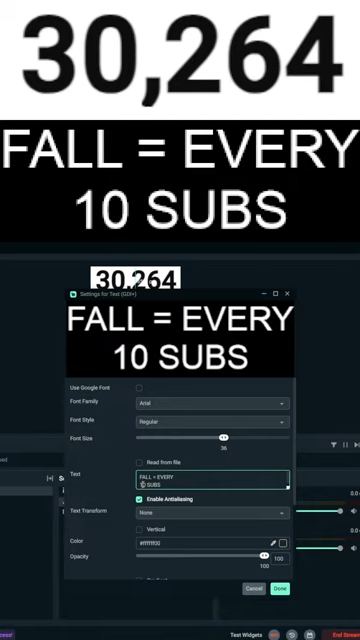 30,264
FALL = EVERY
10 SUBS
30,264
Settings for Text (GDI+)
FALL = EVERY
10 SUBS
Use Google Font
Font Family
Arial
Font Style
Regular
Font Size
36
Read from file
Text
FALL = EVERY
10 SUBS
Enable Antialiasing
Text Transform
None
Vertical
Color
#ffffff00
Opacity
100
100
Cancel
Done
Test Widgets
REC
End Stream